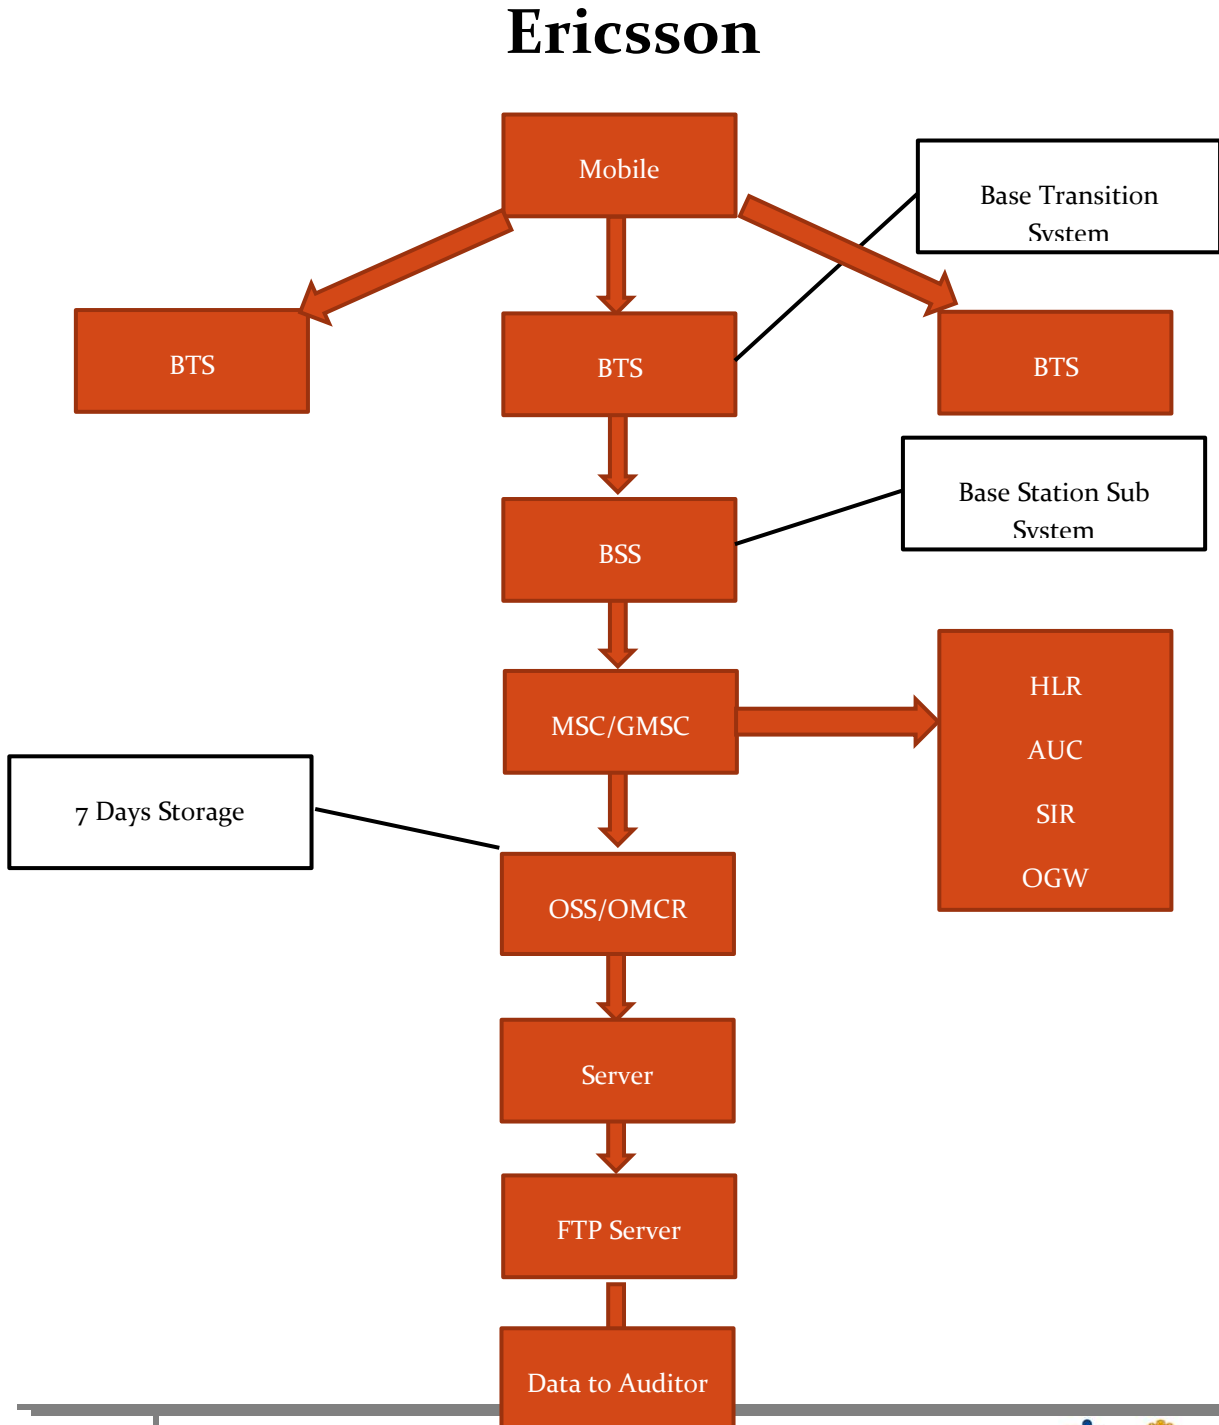 Ericsson
Mobile
Base Transition
System
BTS
BTS
BTS
Base Station Sub
System
BSS
HLR
MSC/GMSC
AUC
7 Days Storage
SIR
OGW
OSS/OMCR
Server
FTP Server
Data to Auditor